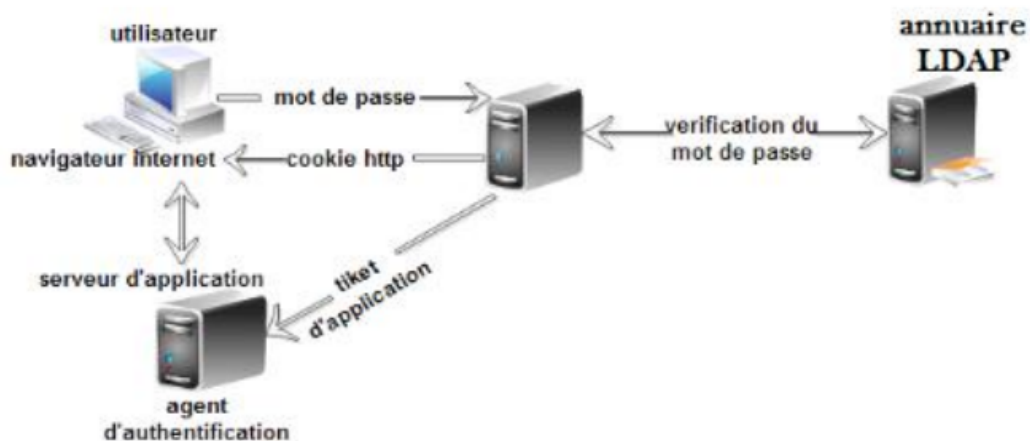 utilisateur
annuaire
LDAP
mot de passe
verification du
mot de passe
navigateur internet
cookie http
serveur d'application
tiket
d'application
agent
d'authentification